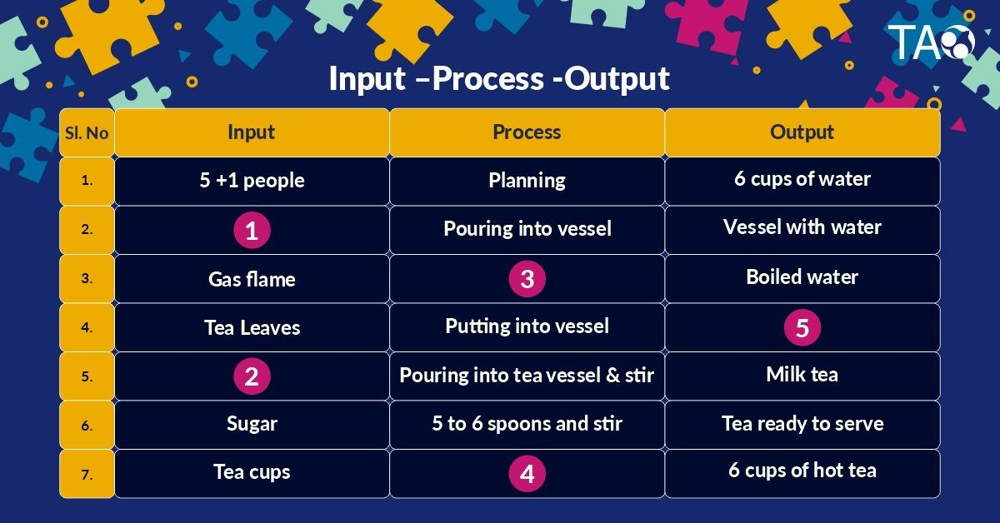 TAO
Input –Process -Output
Sl. No Input Process Output
1. 5 +1 people Planning 6 cups of water
2. 1 Pouring into vessel Vessel with water
3. Gas flame 3 Boiled water
4. Tea Leaves Putting into vessel 5
5. 2 Pouring into tea vessel & stir Milk tea
6. Sugar 5 to 6 spoons and stir Tea ready to serve
7. Tea cups 4 6 cups of hot tea